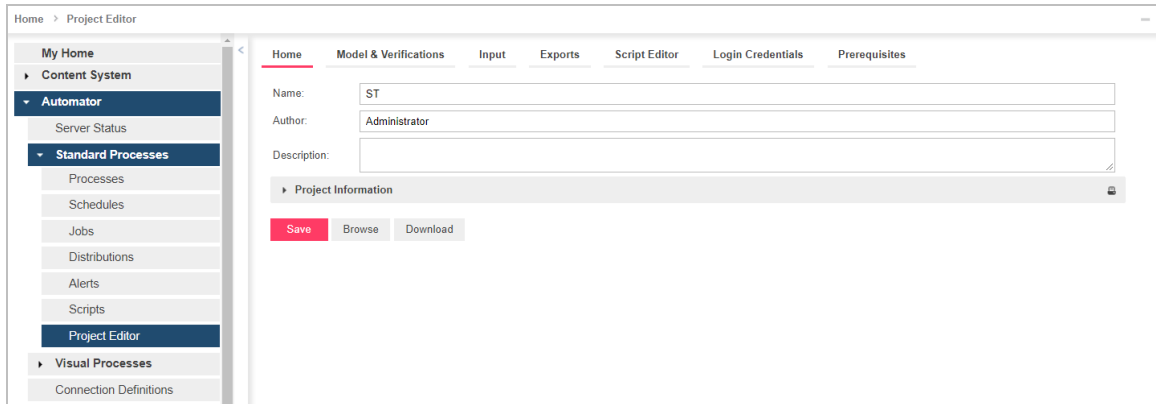 Home > Project Editor
My Home
Content System
Automator
Server Status
Standard Processes
Processes
Schedules
Jobs
Distributions
Alerts
Scripts
Project Editor
Visual Processes
Connection Definitions
Home Model & Verifications Input Exports Script Editor Login Credentials Prerequisites
Name: ST
Author: Administrator
Description:
Project Information
Save Browse Download